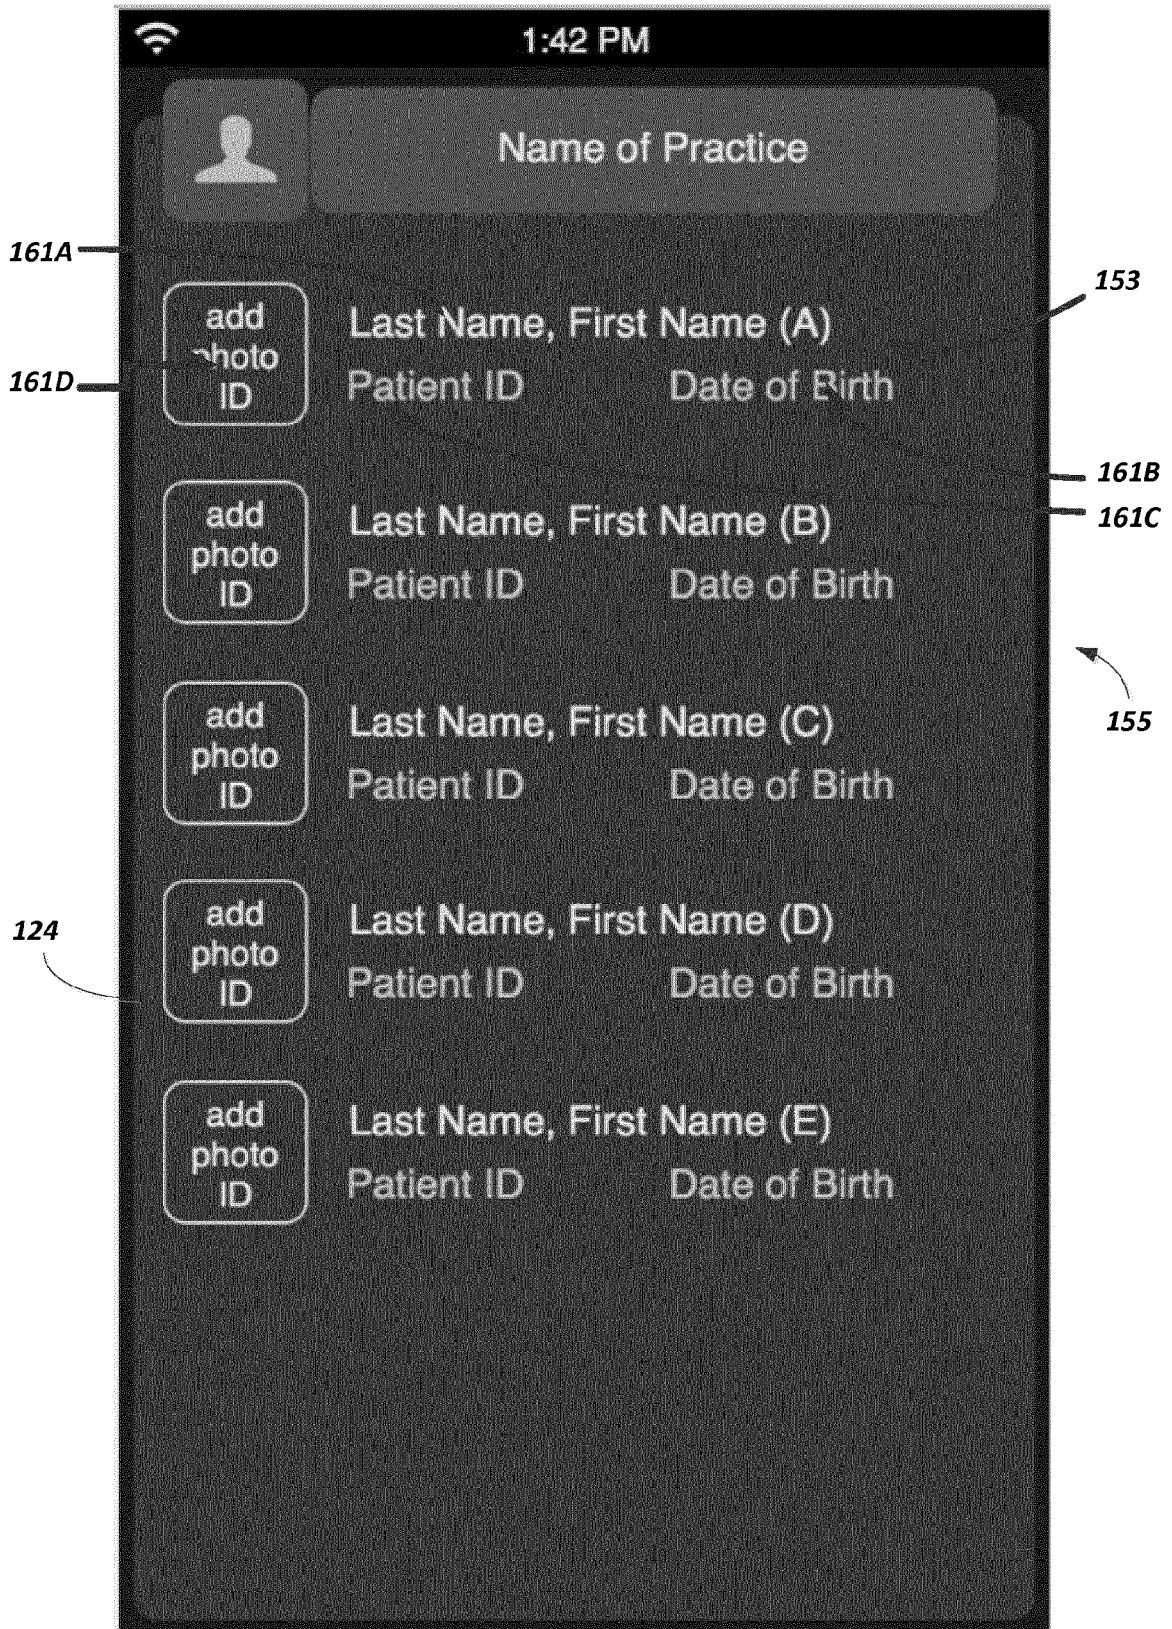 1:42 PM
Name of Practice
161A
153
add
photo
ID
Last Name, First Name (A)
161D
Patient ID Date of Birth
161B
161C
add
photo
ID
Last Name, First Name (B)
Patient ID Date of Birth
155
add
photo
ID
Last Name, First Name (C)
Patient ID Date of Birth
124
add
photo
ID
Last Name, First Name (D)
Patient ID Date of Birth
add
photo
ID
Last Name, First Name (E)
Patient ID Date of Birth